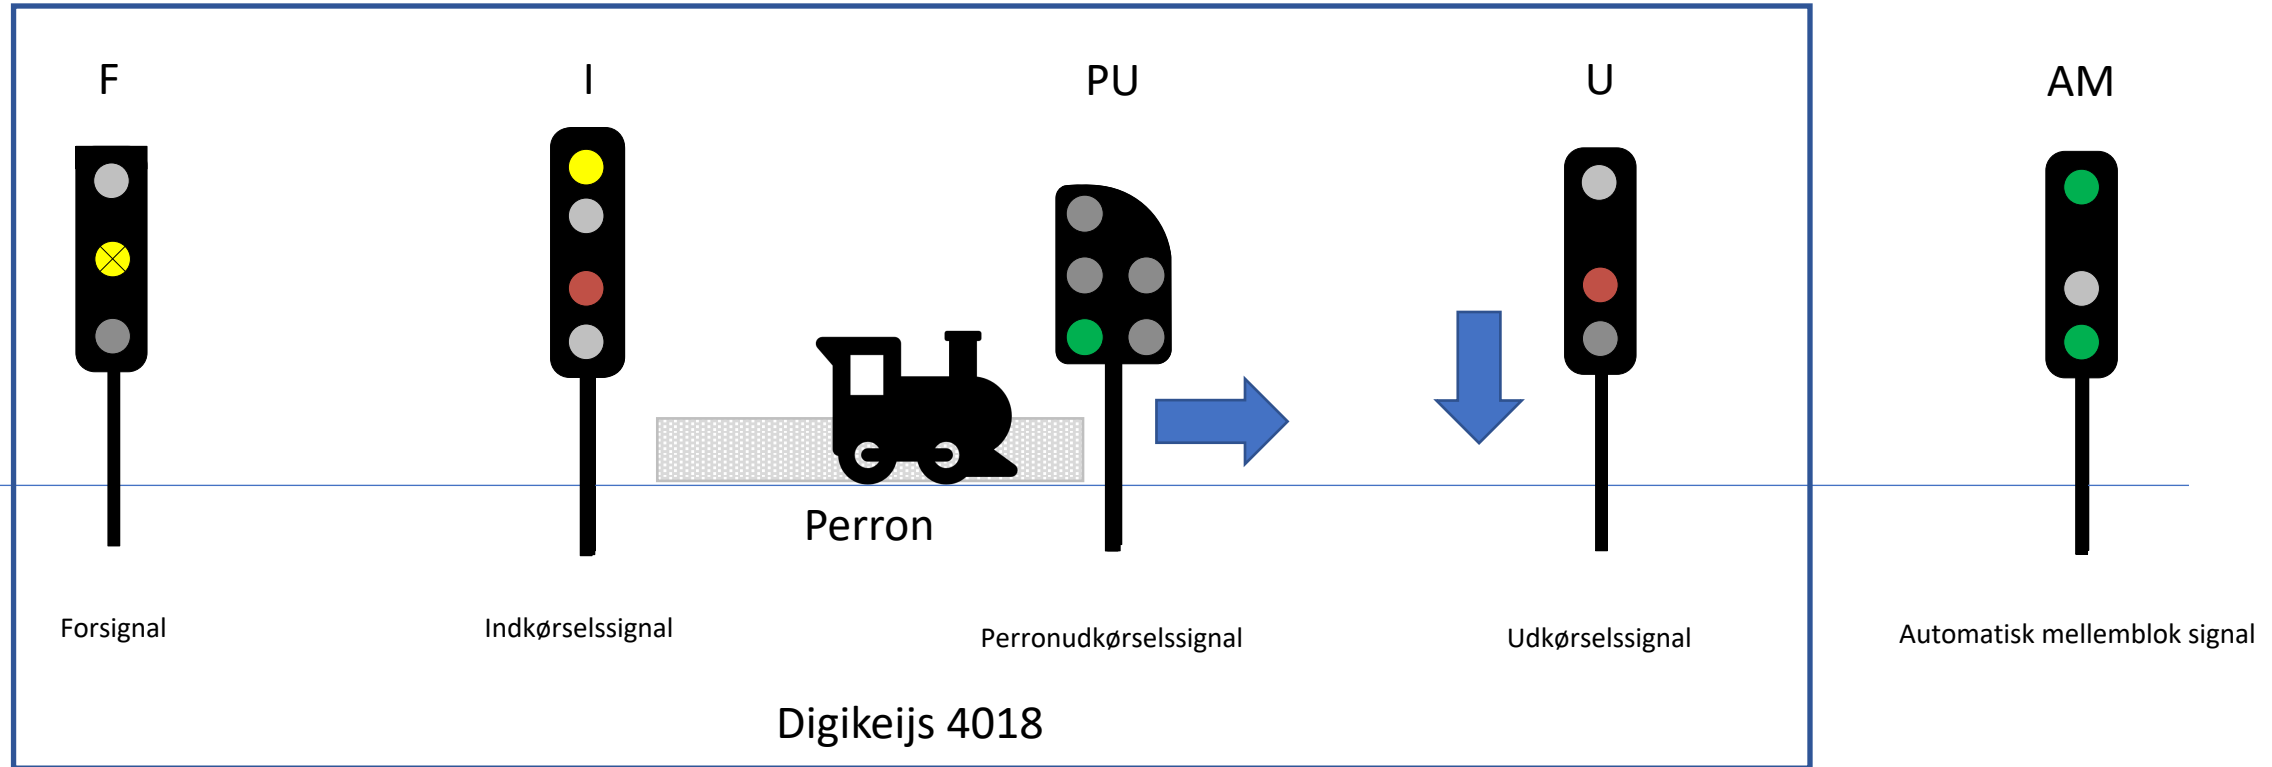 F
I
PU
U
AM
Perron
Forsignal
Indkørselssignal
Perronudkørselssignal
Udkørselssignal
Automatisk mellemblok signal
Digikeijs 4018